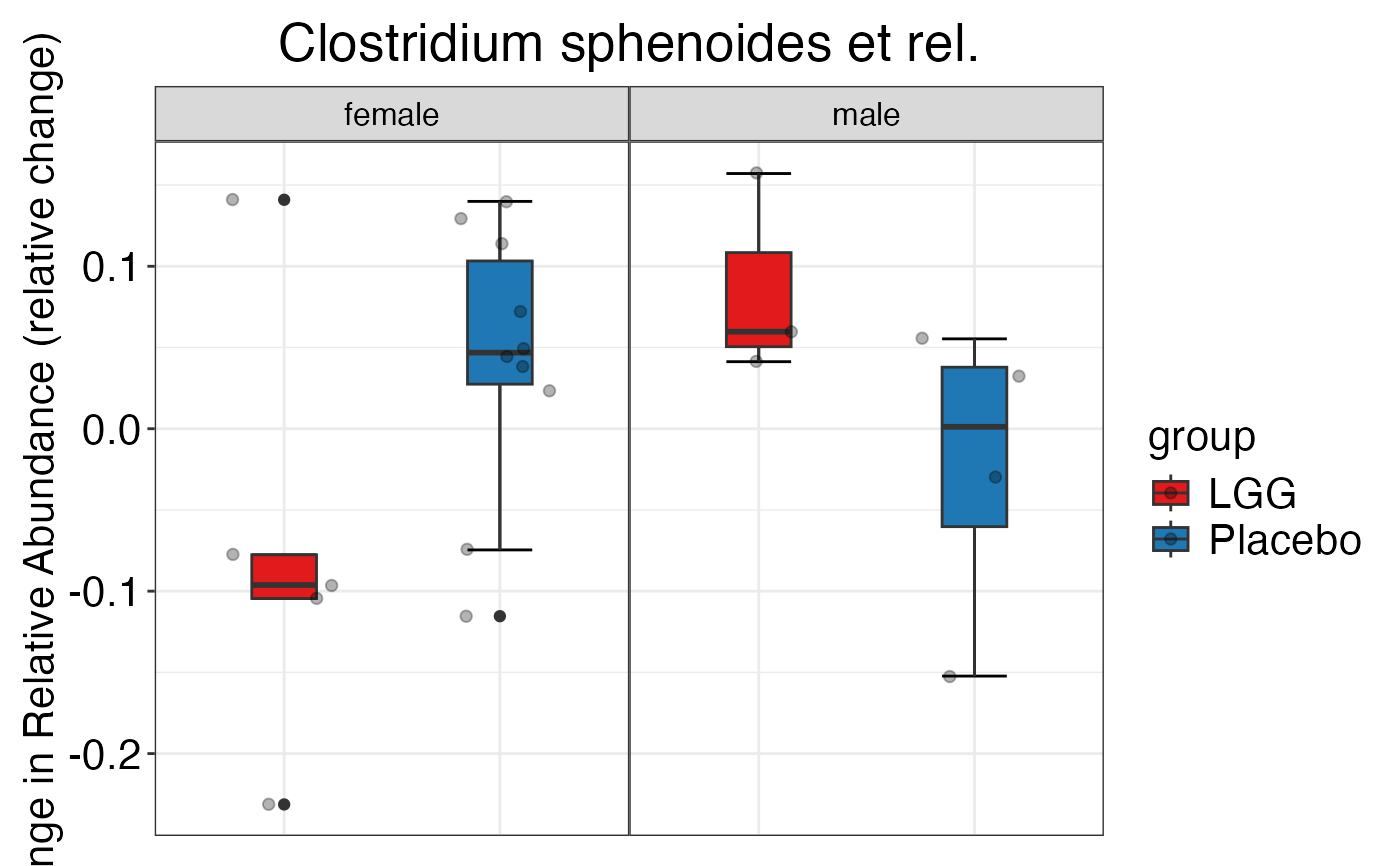 Clostridium sphenoides et rel.
female
male
nge in Relative Abundance (relative change)
0.1
0.0
-0.1
-0.2
group
LGG
Placebo